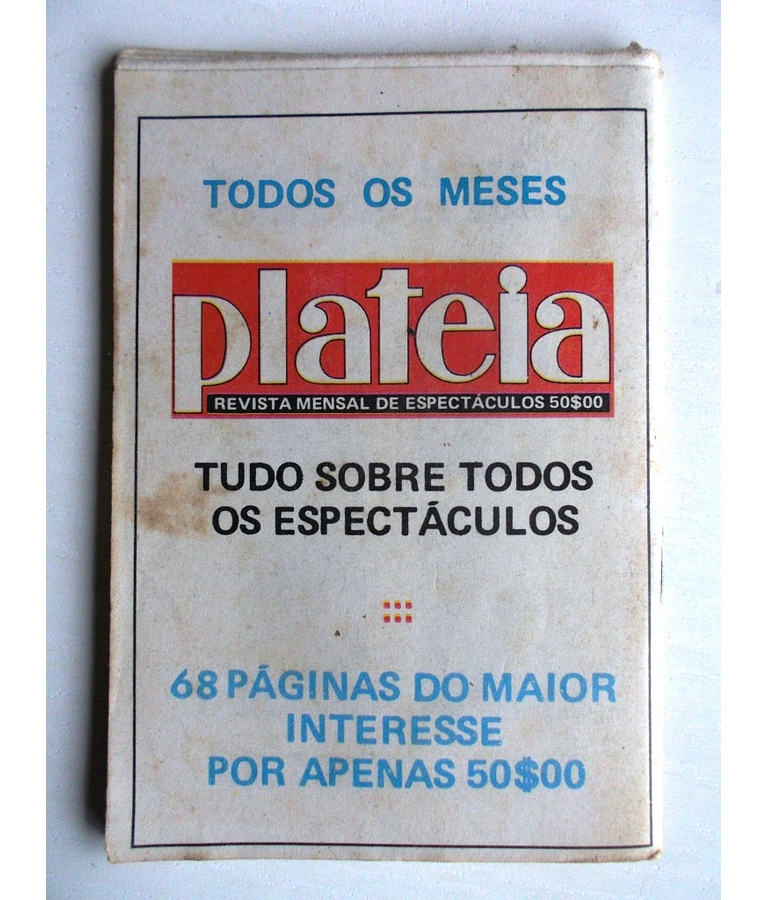 TODOS OS MESES
plateia
REVISTA MENSAL DE ESPECTÁCULOS 50$00
TUDO SOBRE TODOS
OS ESPECTÁCULOS
68 PÁGINAS DO MAIOR
INTERESSE
POR APENAS 50$00